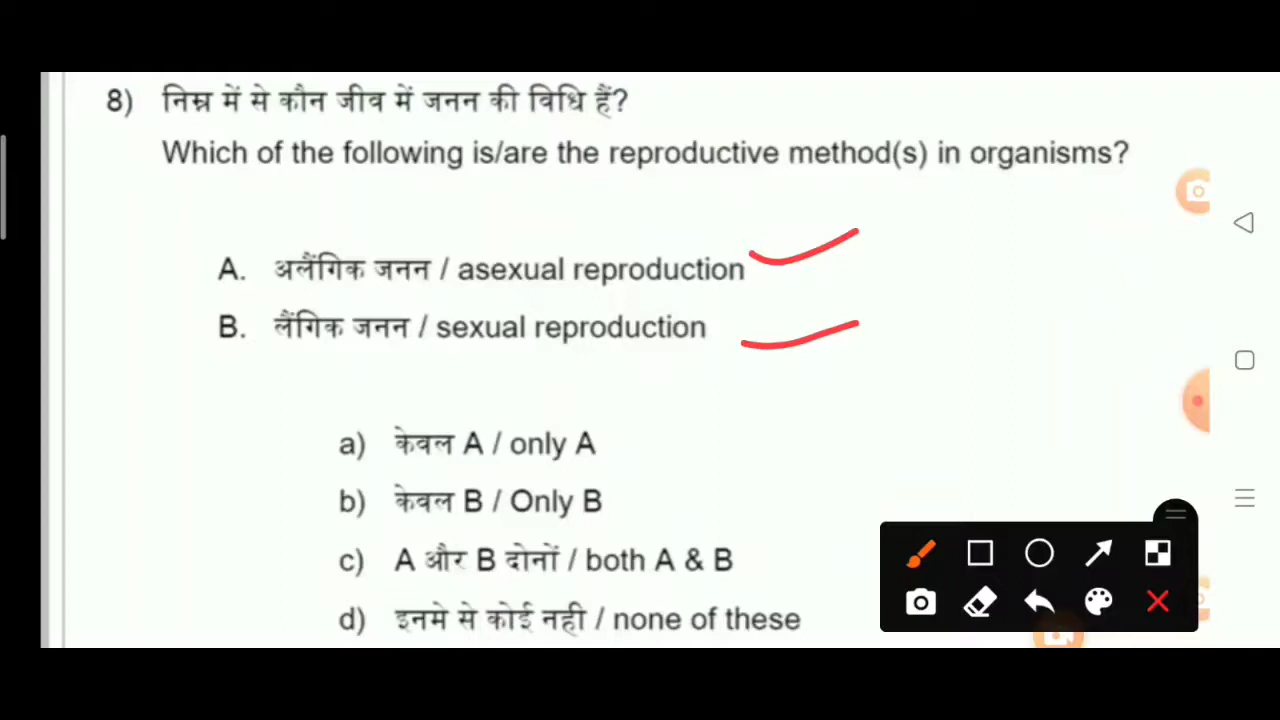 8) निम्न में से कौन जीव में जनन की विधि हैं?
Which of the following is/are the reproductive method(s) in organisms?
A. अलैंगिक जनन / asexual reproduction
B. लैंगिक जनन / sexual reproduction
a) केवल A / only A
b) केवल B / Only B
c) A और B दोनों / both A & B
d) इनमे से कोई नही / none of these